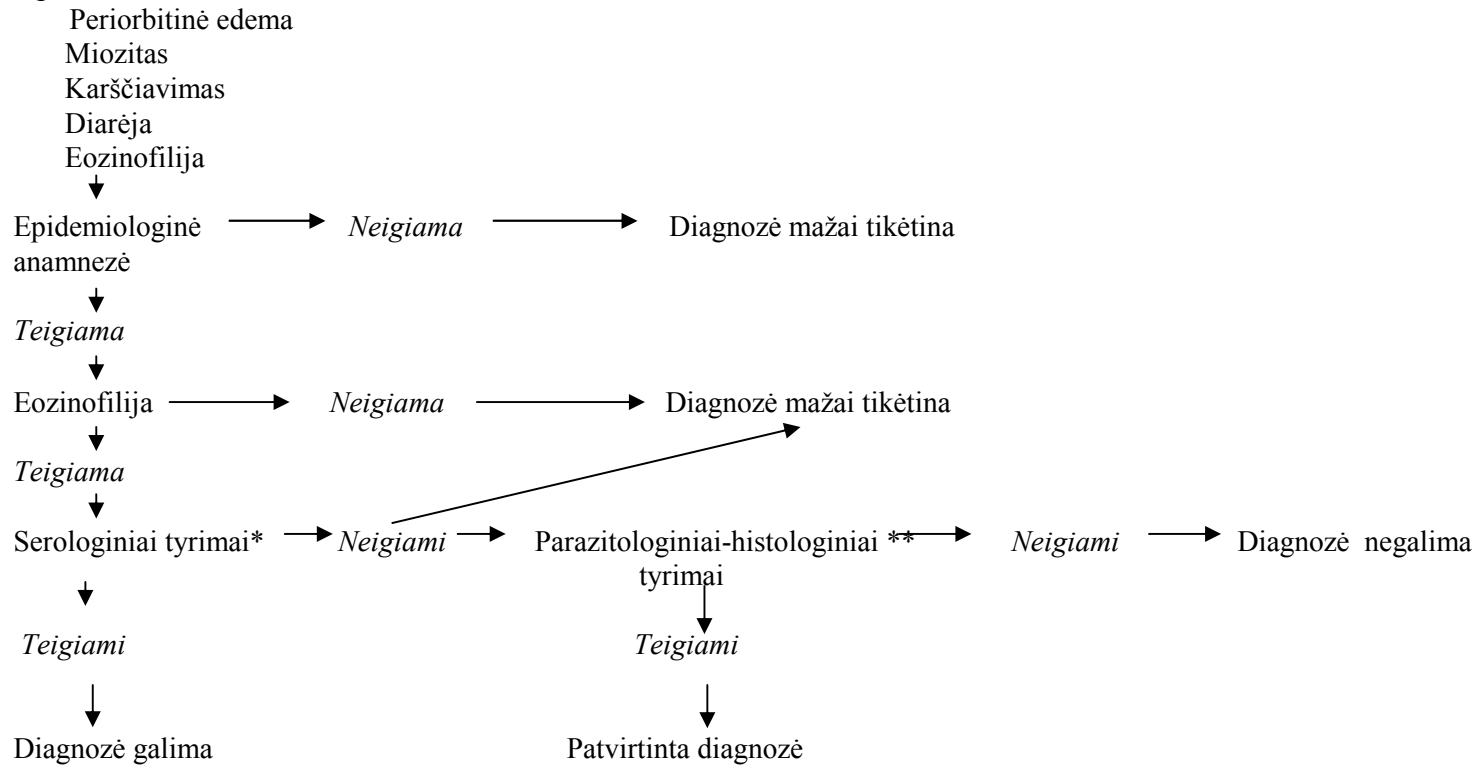 Periorbitinė edema
Miozitas
Karščiavimas
Diarėja
Eozinofilija
Epidemiologinė Neigiama Diagnozė mažai tikėtina
anamnezė
Teigiama
Eozinofilija Neigiama Diagnozė mažai tikėtina
Teigiama
Serologiniai tyrimai* Neigiami Parazitologiniai-histologiniai ** Neigiami Diagnozė negalima
tyrimai
Teigiami Teigiami
Diagnozė galima Patvirtinta diagnozė